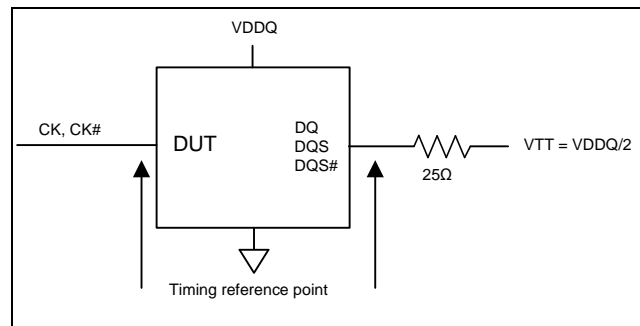 VDDQ
CK, CK#
DUT
DQ
DQS
DQS#
25Ω
VTT = VDDQ/2
Timing reference point